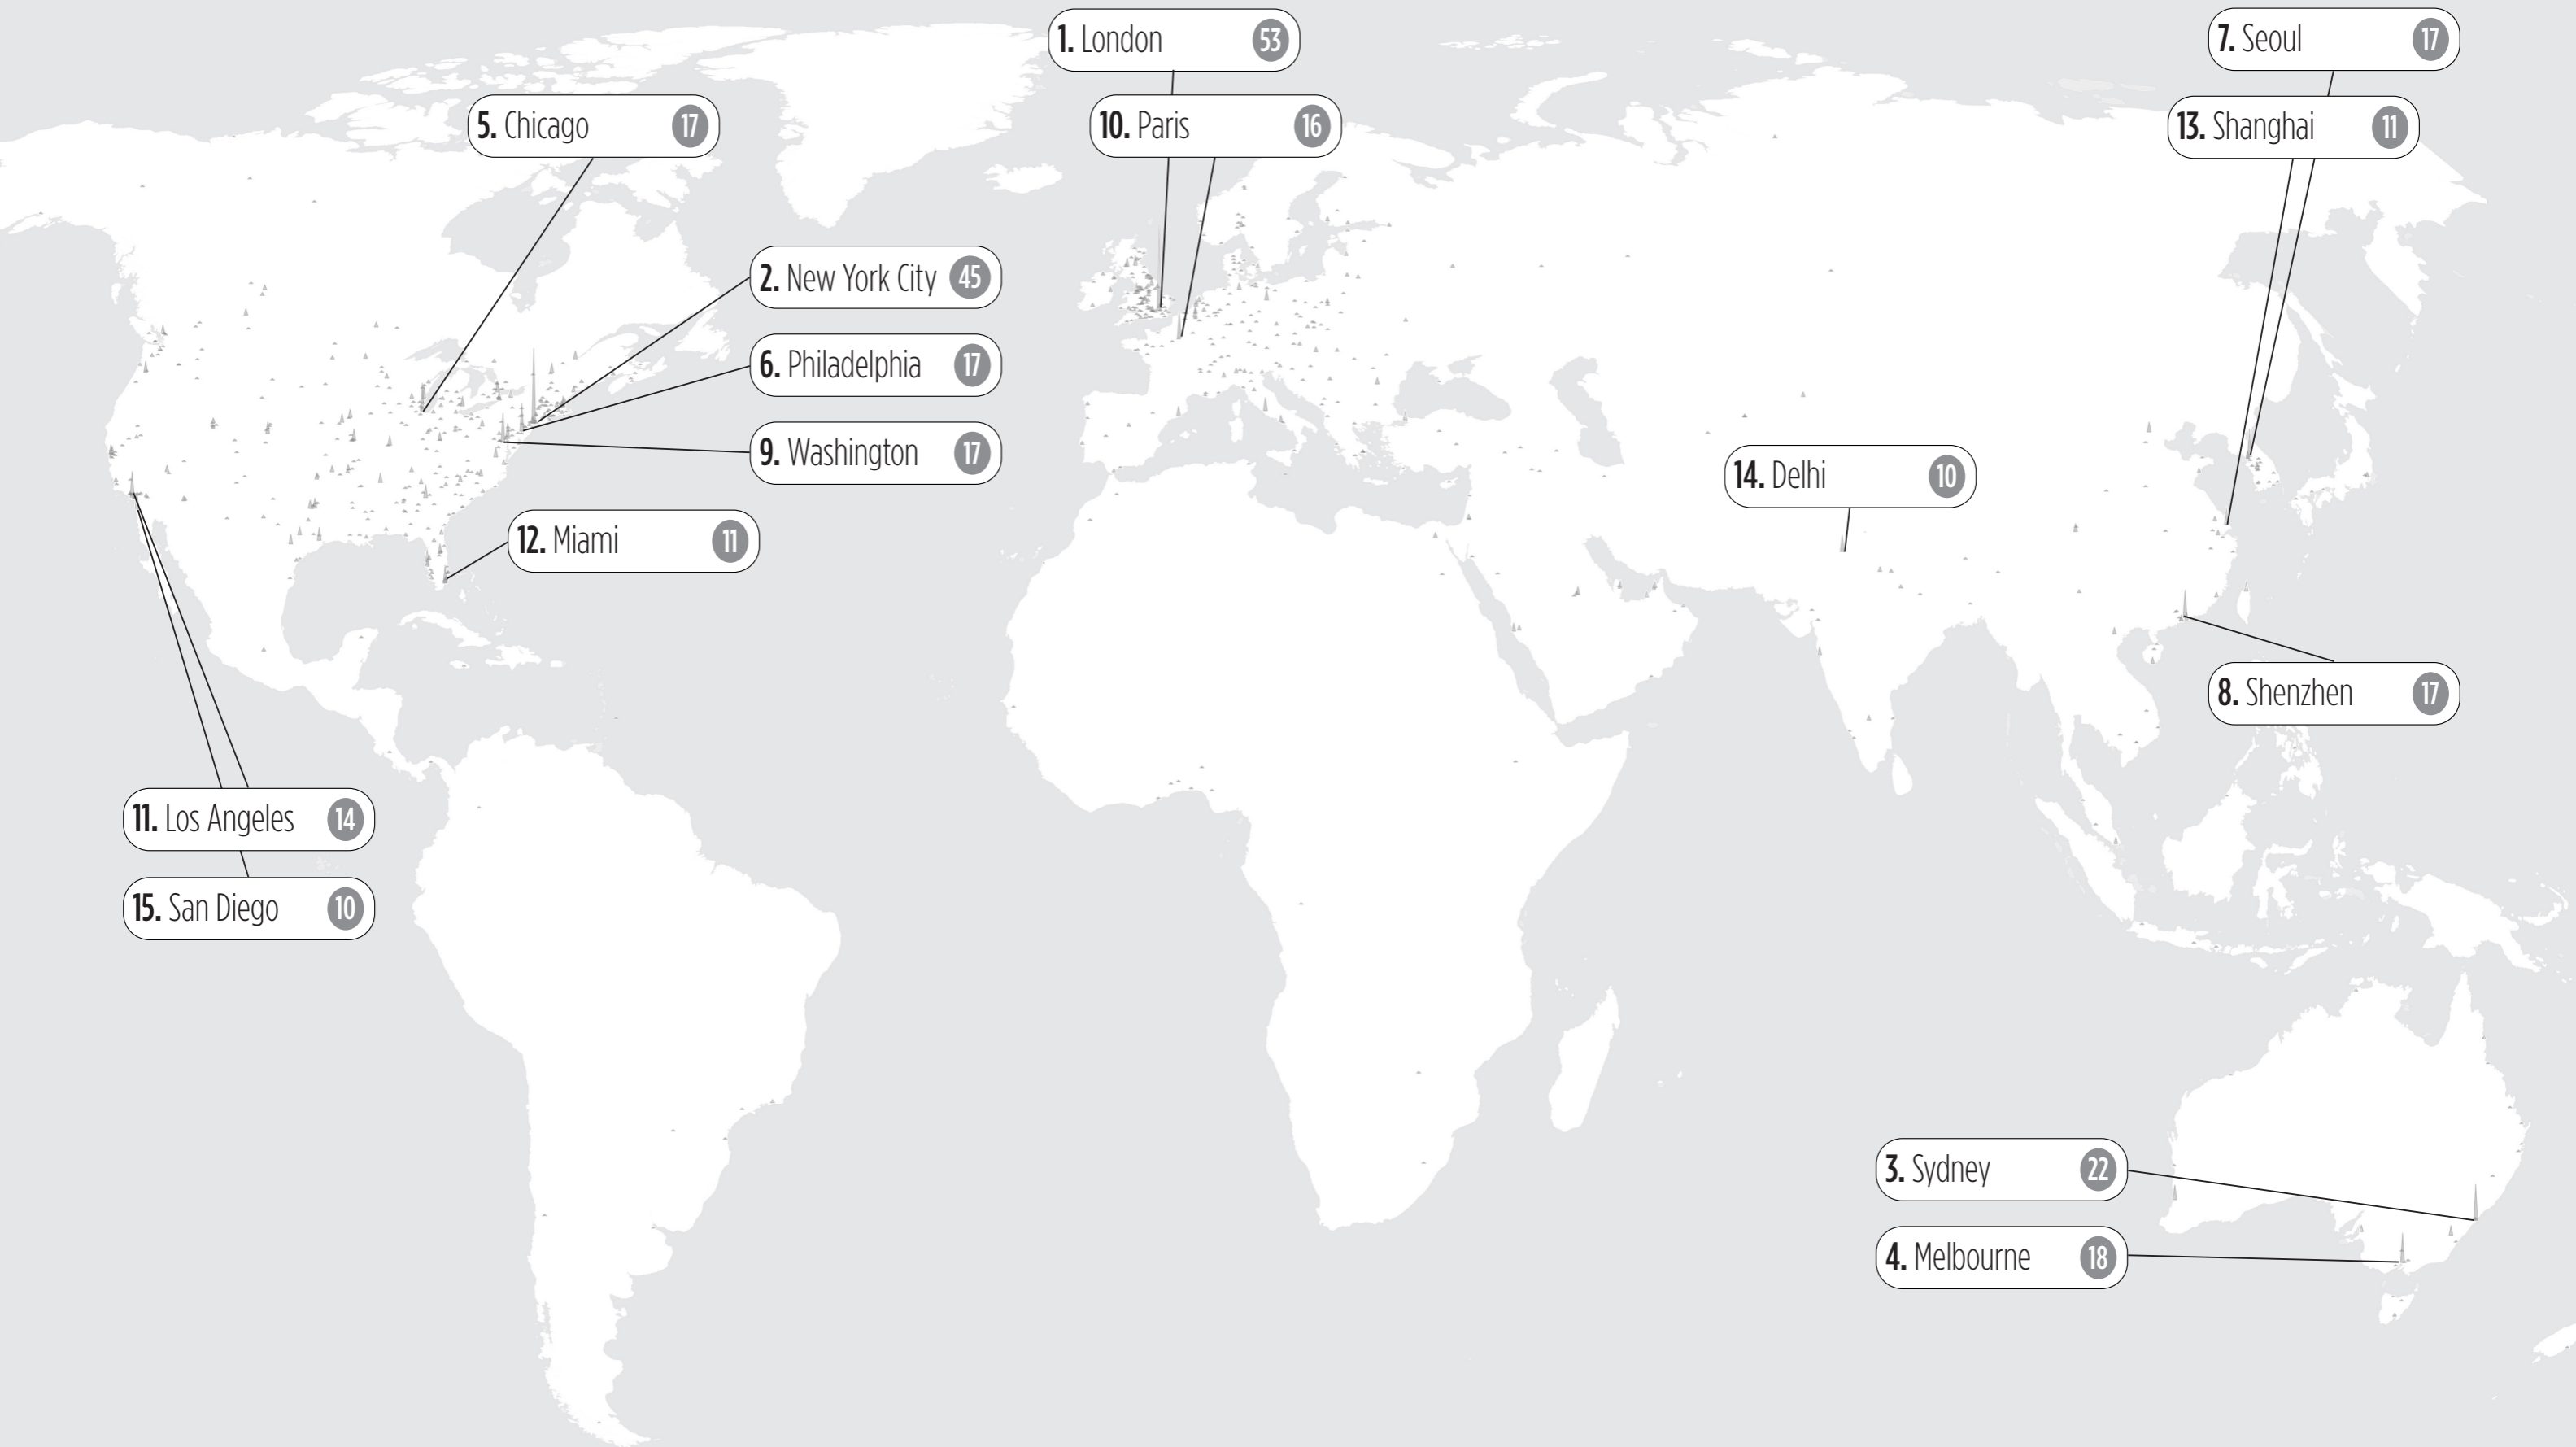 1. London 53
7. Seoul 17
5. Chicago 17
10. Paris 16
13. Shanghai 11
2. New York City 45
6. Philadelphia 17
9. Washington 17
14. Delhi 10
12. Miami 11
8. Shenzhen 17
11. Los Angeles 14
15. San Diego 10
3. Sydney 22
4. Melbourne 18